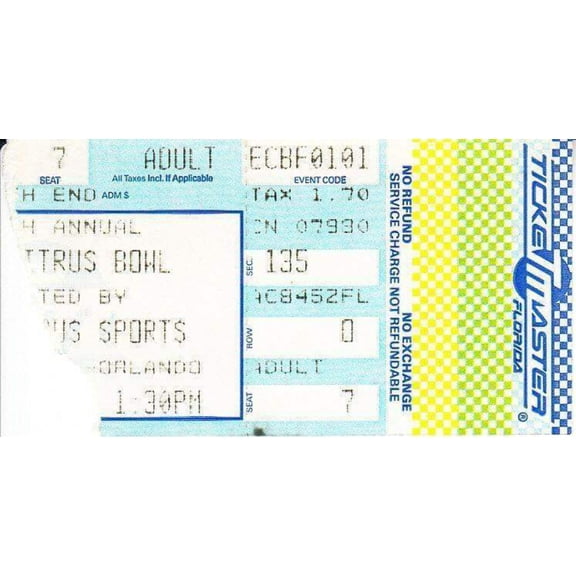 7 ADULT ECBF0101
SEAT All Taxes Incl. If Applicable EVENT CODE
TH END ADM $ TAX 1.70
H ANNUAL CN 07930
ITRUS BOWL SEC. 135
TED BY AC8452FL
US SPORTS ROW 0
ORLANDO ADULT
1:30PM SEAT 7
NO REFUND NO EXCHANGE
SERVICE CHARGE NOT REFUNDABLE
TICKETMASTER
FLORIDA
®